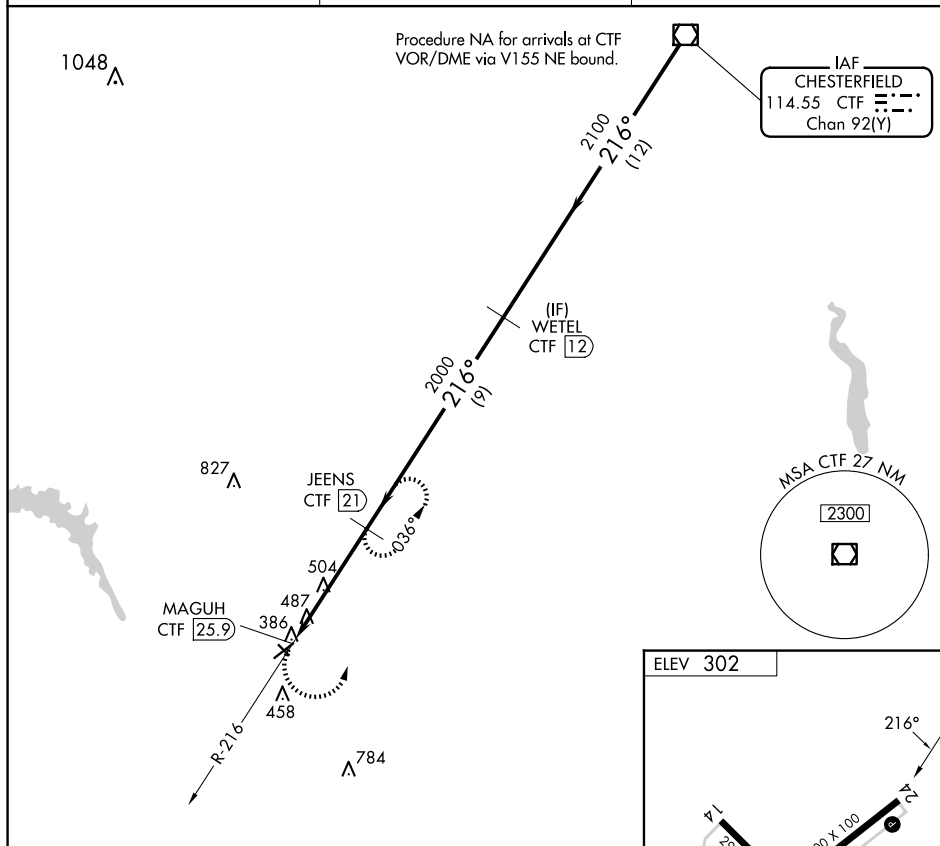 1048
Procedure NA for arrivals at CTF
VOR/DME via V155 NE bound.
IAF
CHESTERFIELD
114.55 CTF
Chan 92(Y)
2100
216°
(12)
(IF)
WETEL
CTF 12
2000
216°
(9)
827
JEENS
CTF 21
036°
MSA CTF 27 NM
2300
504
487
386
MAGUH
CTF 25.9
458
R-216
784
ELEV 302
216°
24
14
00 X 100